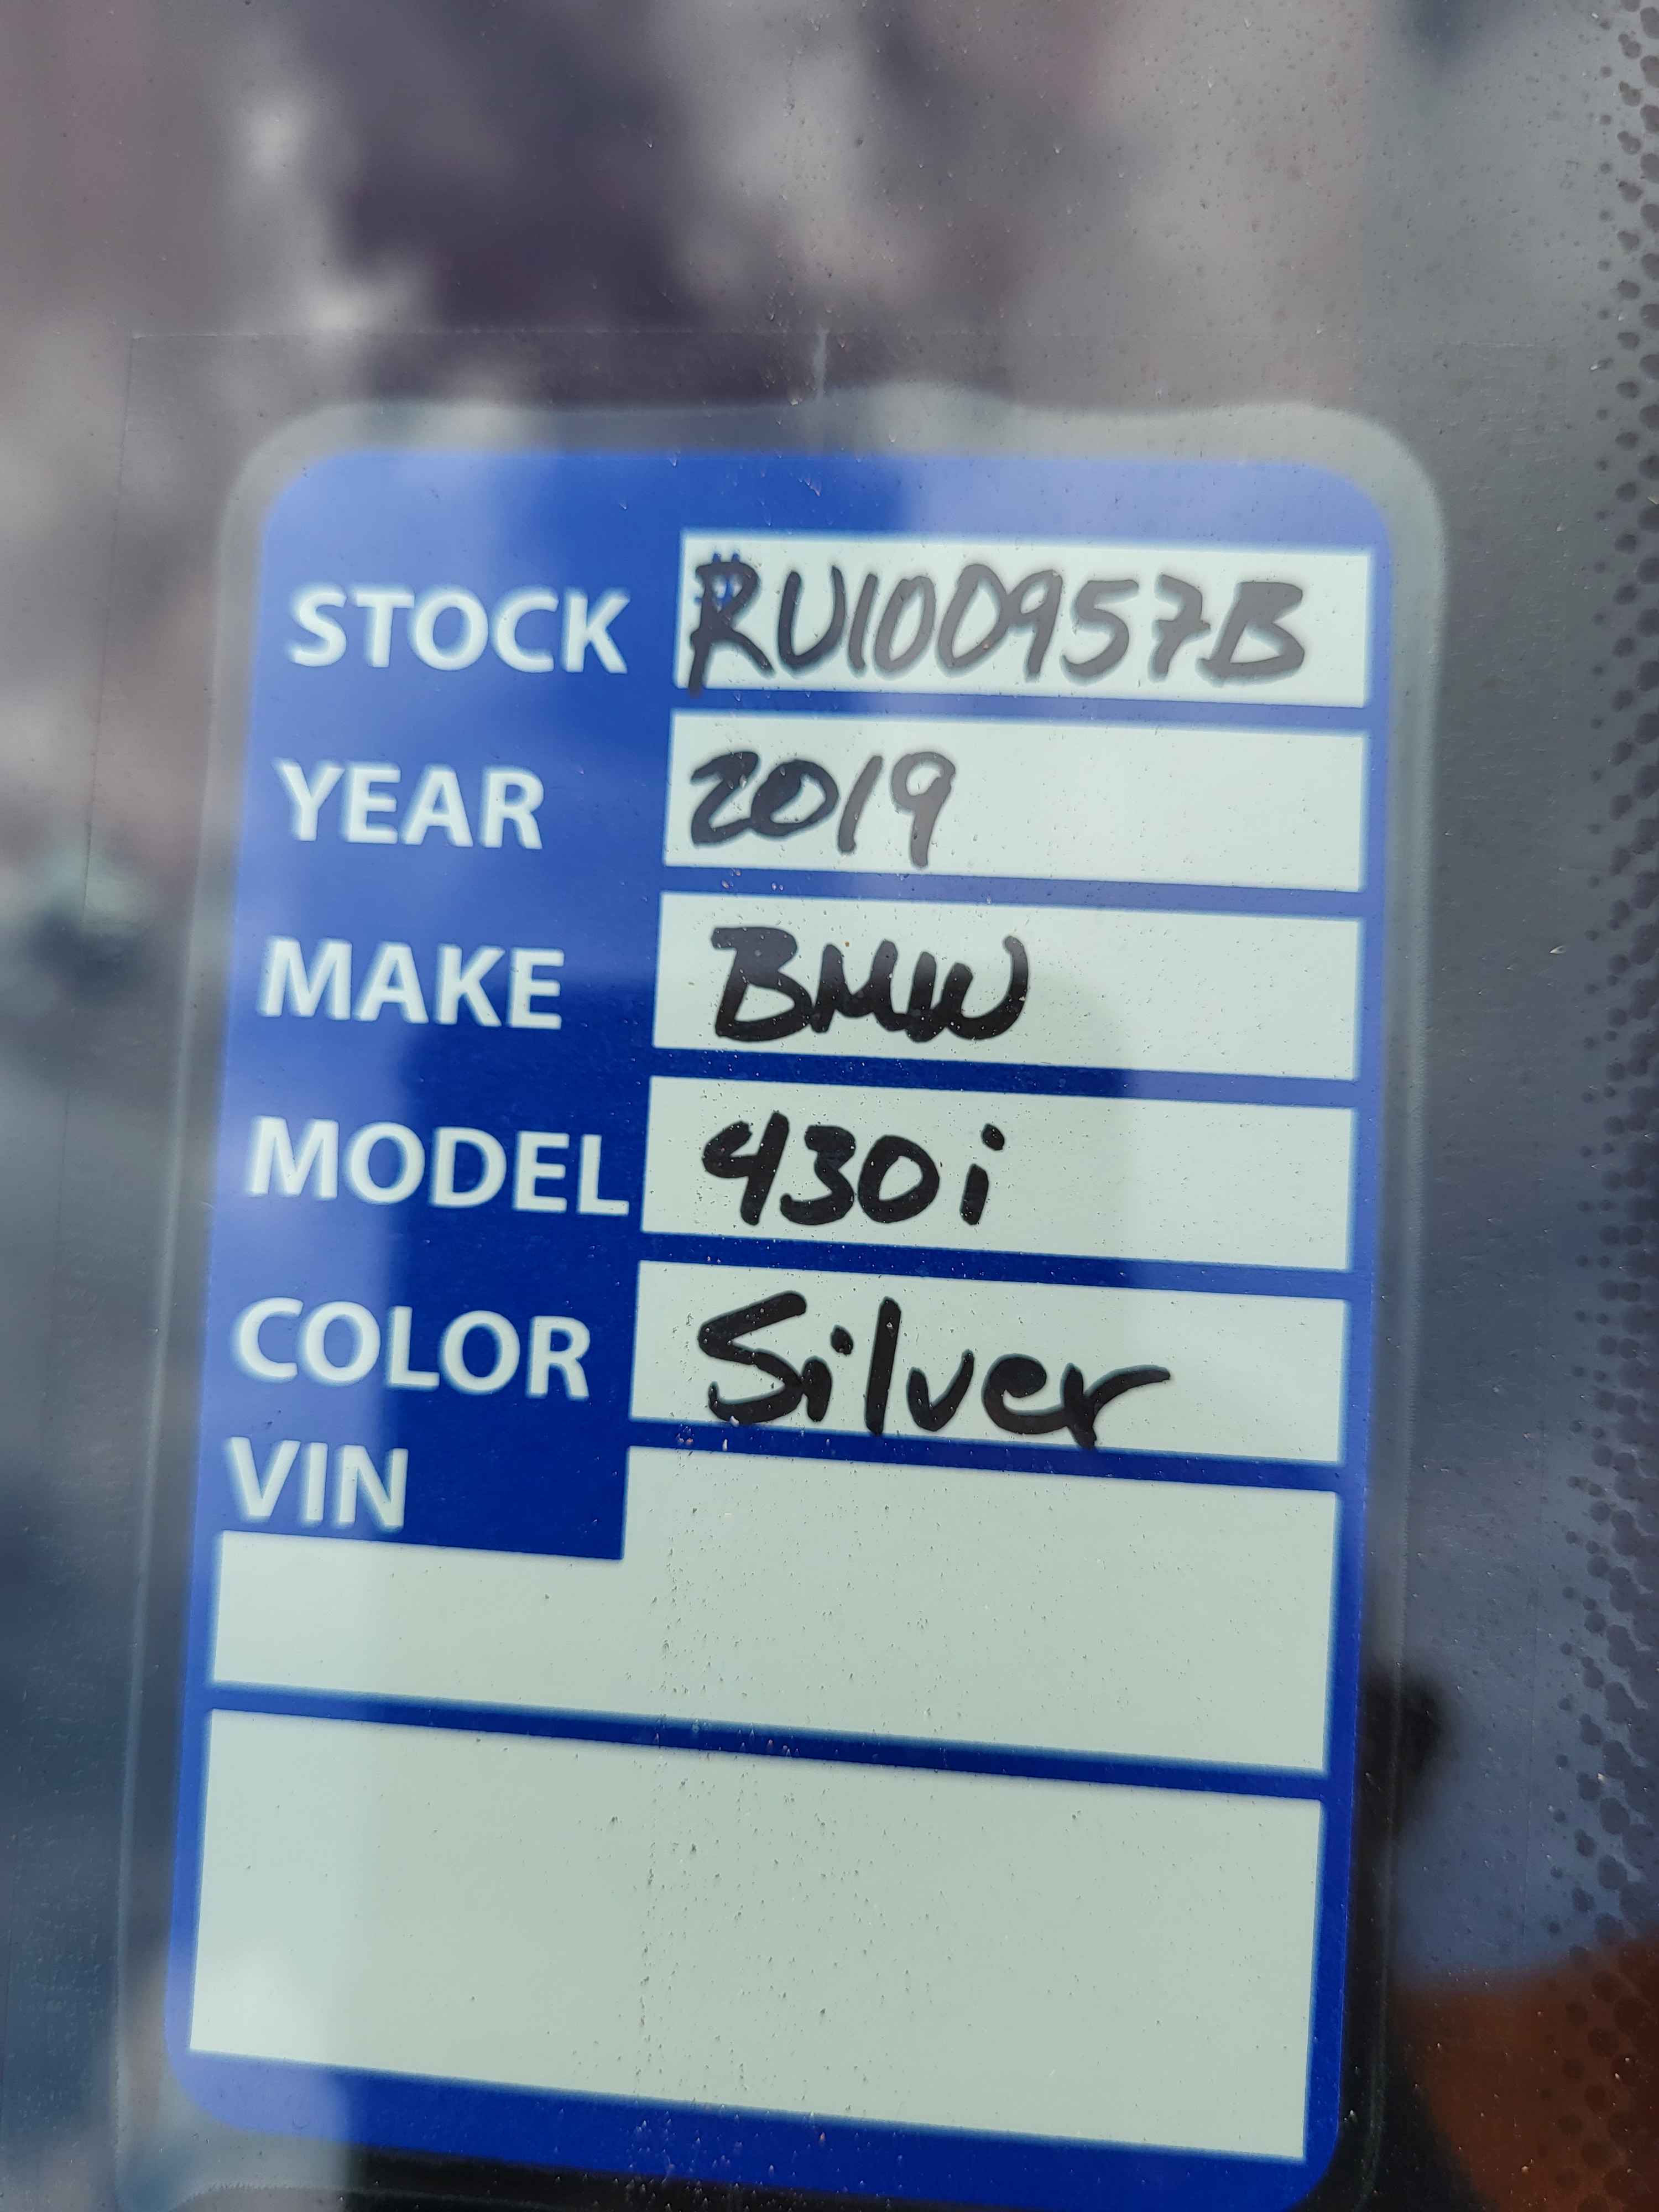 STOCK RU100957B
YEAR 2019
MAKE BMW
MODEL 430i
COLOR Silver
VIN